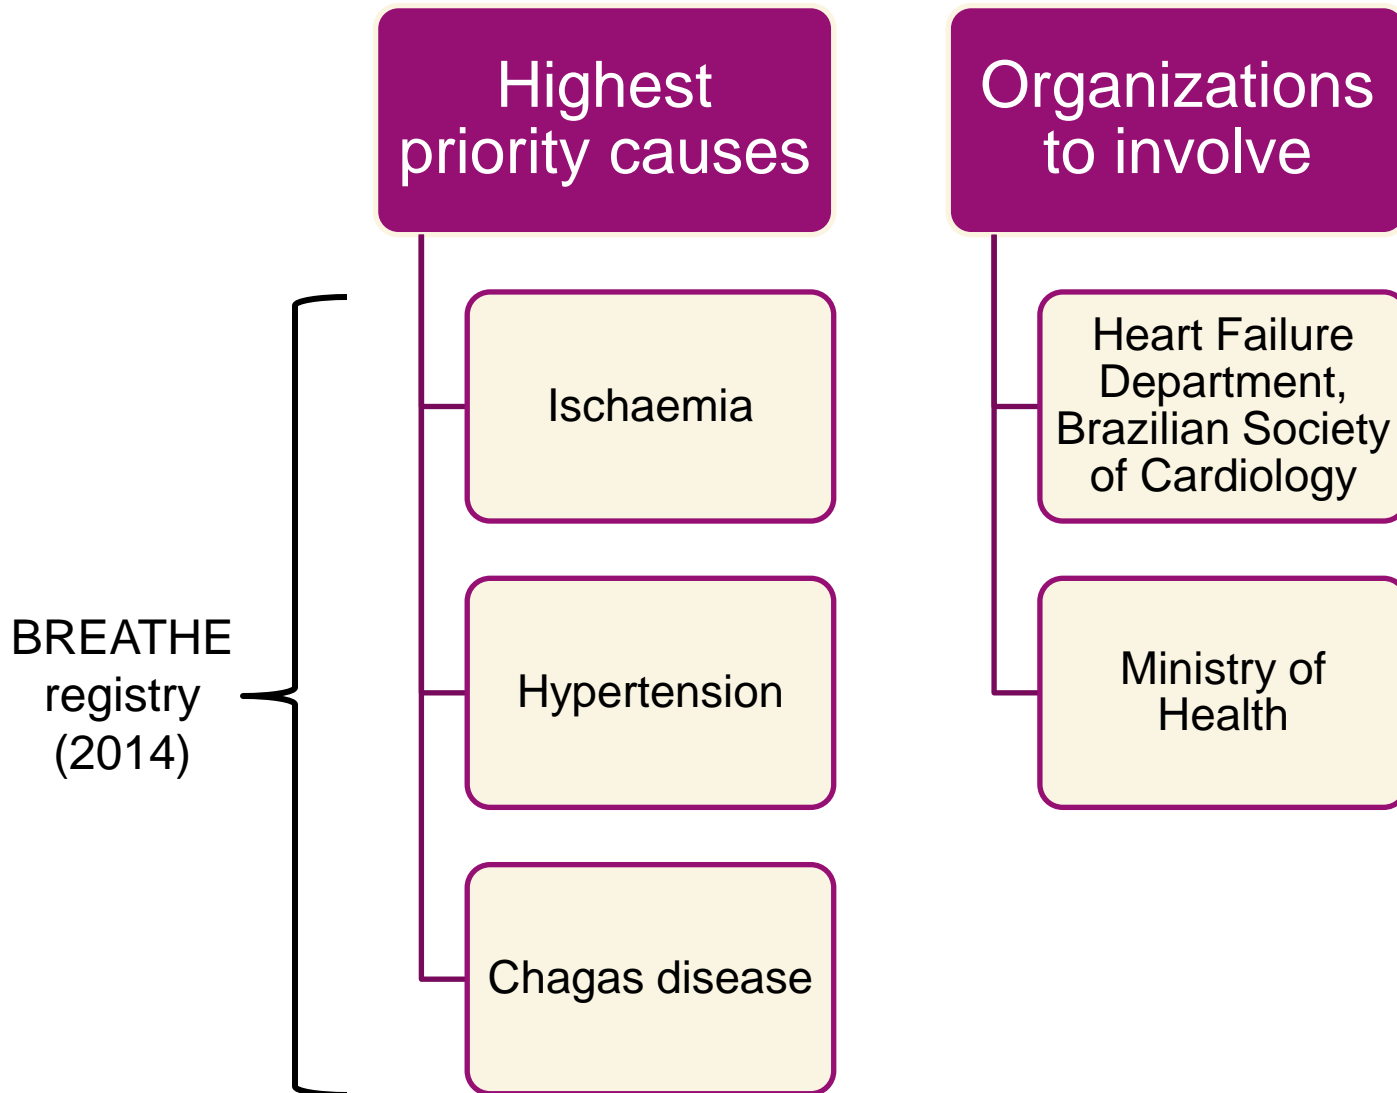 Highest
priority causes
Organizations
to involve
BREATHE
registry
(2014)
Ischaemia
Hypertension
Chagas disease
Heart Failure
Department,
Brazilian Society
of Cardiology
Ministry of
Health